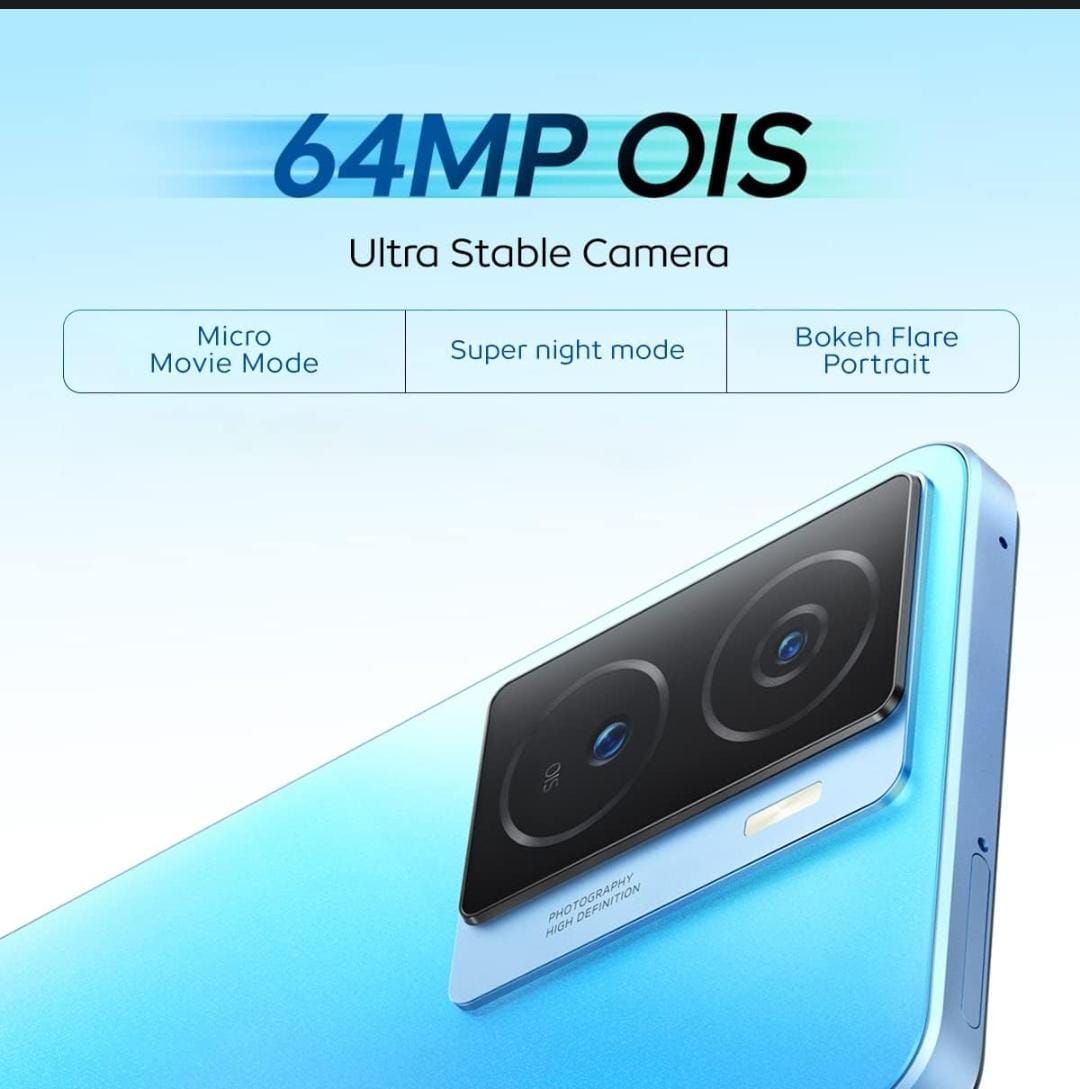 64MP OIS
Ultra Stable Camera
Micro
Movie Mode
Super night mode
Bokeh Flare
Portrait
OIS
PHOTOGRAPHY
HIGH DEFINITION